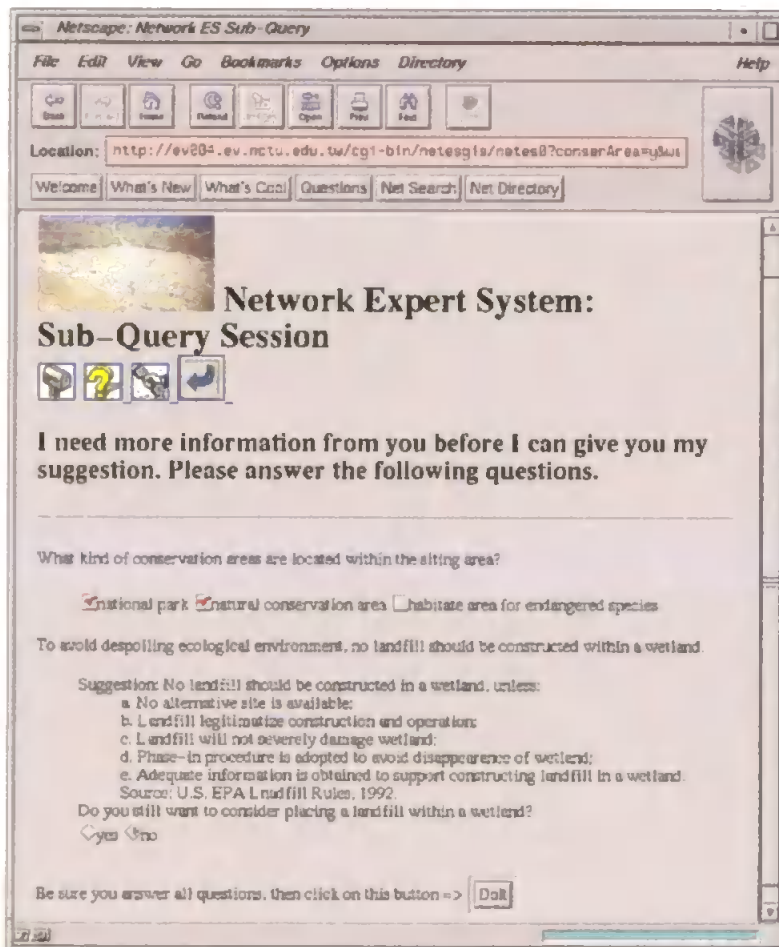 Netscape: Network ES Sub-Query
File Edit View Go Bookmarks Options Directory Help
Back Home Reload Open Print Find
Location: http://ev204.ev.nctu.edu.tw/cgi-bin/netesgis/netes0?conserArea=y&
Welcome What's New What's Cool Questions Net Search Net Directory
Network Expert System:
Sub-Query Session
I need more information from you before I can give you my
suggestion. Please answer the following questions.
What kind of conservation areas are located within the siting area?
national park natural conservation area habitate area for endangered species
To avoid despoiling ecological environment, no landfill should be constructed within a wetland.
Suggestion: No landfill should be constructed in a wetland, unless:
a. No alternative site is available;
b. Landfill legitimatize construction and operation;
c. Landfill will not severely damage wetland;
d. Phase-in procedure is adopted to avoid disappearence of wetland;
e. Adequate information is obtained to support constructing landfill in a wetland.
Source: U.S. EPA Landfill Rules, 1992.
Do you still want to consider placing a landfill within a wetland?
yes no
Be sure you answer all questions, then click on this button => DoIt